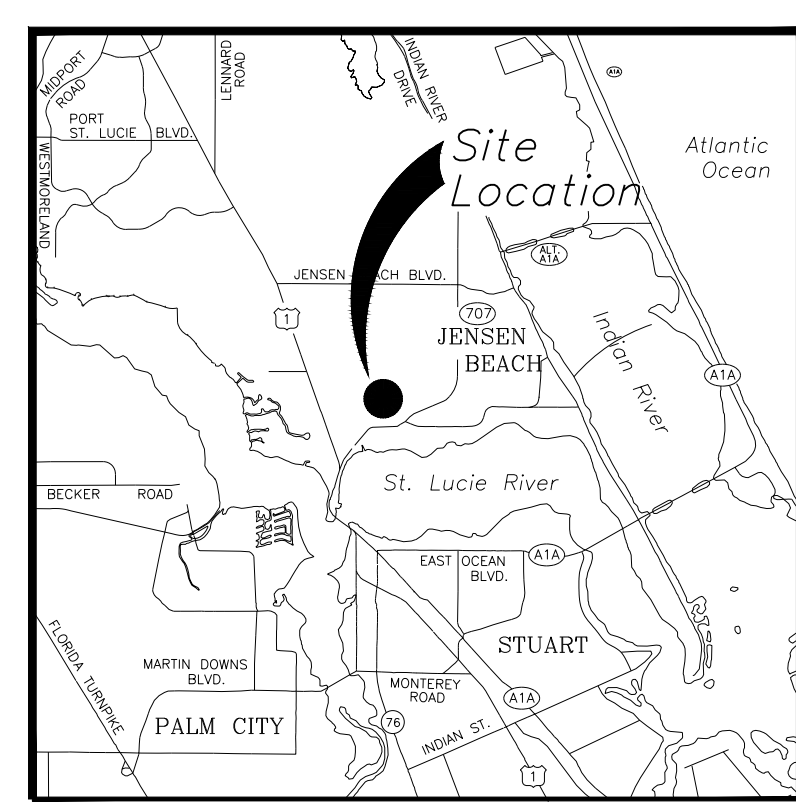 MIDPORT
ROAD
LENNARD
ROAD
INDIAN RIVER
DRIVE
A1A
PORT
ST. LUCIE BLVD.
WESTMORELAND
Site
Location
Atlantic
Ocean
ALT.
A1A
JENSEN BEACH BLVD.
1
707
JENSEN
BEACH
Indian River
A1A
St. Lucie River
BECKER ROAD
EAST OCEAN
BLVD.
A1A
STUART
FLORIDA TURNPIKE
MARTIN DOWNS
BLVD.
MONTEREY
ROAD
A1A
PALM CITY
76
INDIAN ST.
1